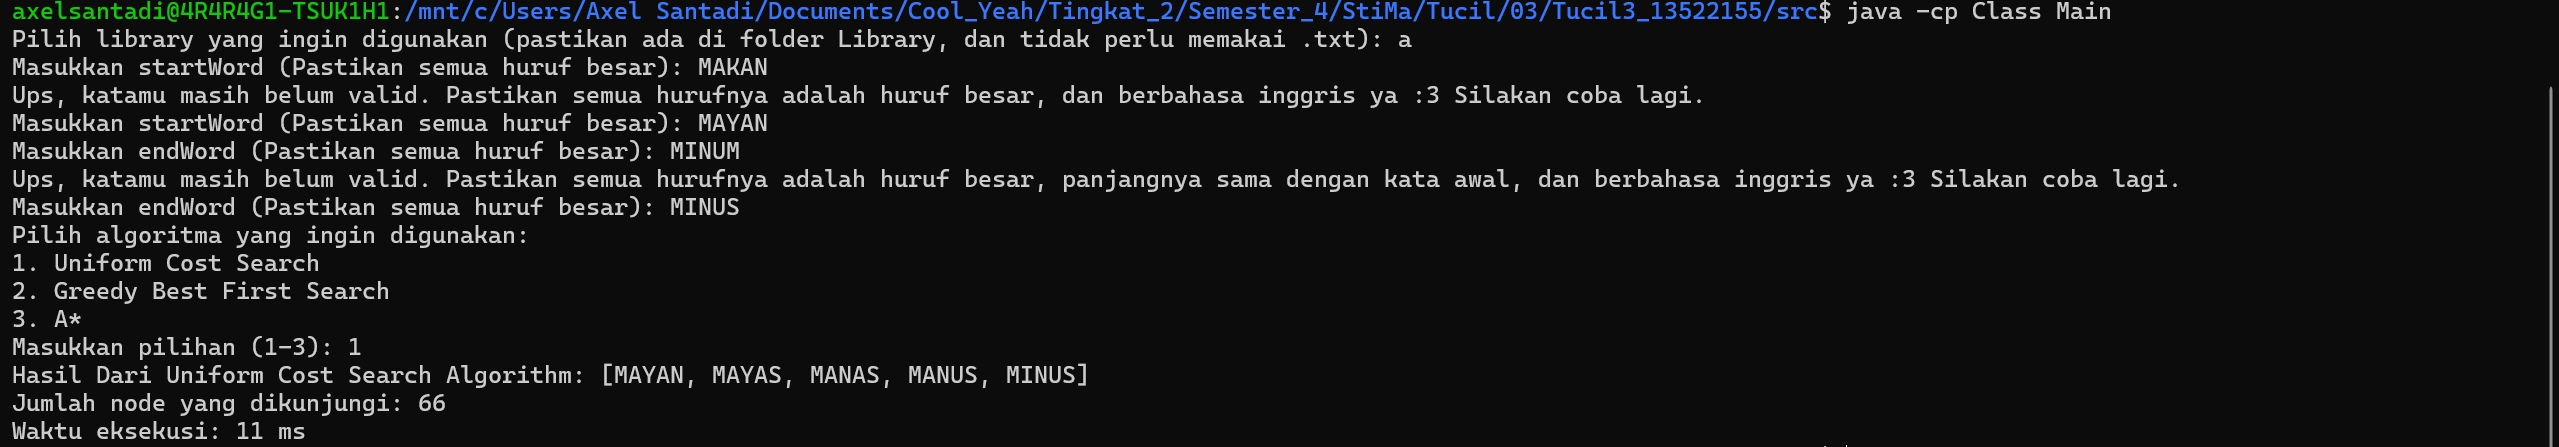 axelsantadi@4R4R4G1-TSUK1H1:/mnt/c/Users/Axel Santadi/Documents/Cool_Yeah/Tingkat_2/Semester_4/StiMa/Tucil/03/Tucil3_13522155/src$ java -cp Class Main
Pilih library yang ingin digunakan (pastikan ada di folder Library, dan tidak perlu memakai .txt): a
Masukkan startWord (Pastikan semua huruf besar): MAKAN
Ups, katamu masih belum valid. Pastikan semua hurufnya adalah huruf besar, dan berbahasa inggris ya :3 Silakan coba lagi.
Masukkan startWord (Pastikan semua huruf besar): MAYAN
Masukkan endWord (Pastikan semua huruf besar): MINUM
Ups, katamu masih belum valid. Pastikan semua hurufnya adalah huruf besar, panjangnya sama dengan kata awal, dan berbahasa inggris ya :3 Silakan coba lagi.
Masukkan endWord (Pastikan semua huruf besar): MINUS
Pilih algoritma yang ingin digunakan:
1. Uniform Cost Search
2. Greedy Best First Search
3. A*
Masukkan pilihan (1-3): 1
Hasil Dari Uniform Cost Search Algorithm: [MAYAN, MAYAS, MANAS, MANUS, MINUS]
Jumlah node yang dikunjungi: 66
Waktu eksekusi: 11 ms